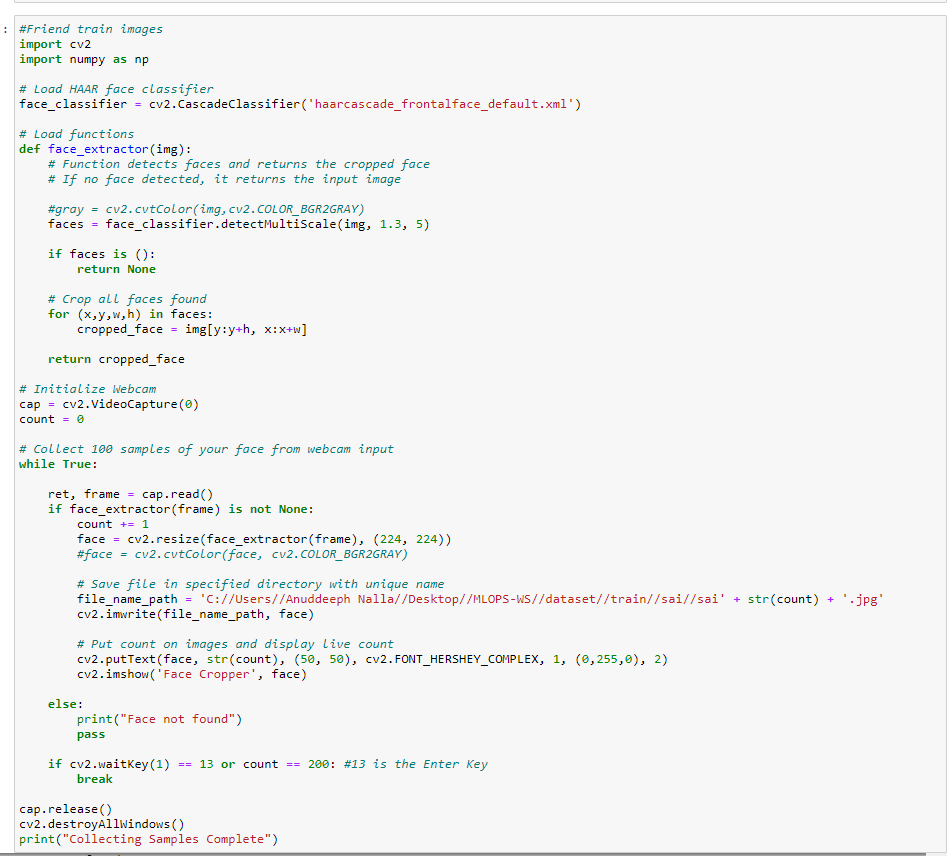 :
#Friend train images
import cv2
import numpy as np
# Load HAAR face classifier
face_classifier = cv2.CascadeClassifier('haarcascade_frontalface_default.xml')
# Load functions
def face_extractor(img):
    # Function detects faces and returns the cropped face
    # If no face detected, it returns the input image
    #gray = cv2.cvtColor(img,cv2.COLOR_BGR2GRAY)
    faces = face_classifier.detectMultiScale(img, 1.3, 5)
    if faces is ():
        return None
    # Crop all faces found
    for (x,y,w,h) in faces:
        cropped_face = img[y:y+h, x:x+w]
    return cropped_face
# Initialize Webcam
cap = cv2.VideoCapture(0)
count = 0
# Collect 100 samples of your face from webcam input
while True:
    ret, frame = cap.read()
    if face_extractor(frame) is not None:
        count += 1
        face = cv2.resize(face_extractor(frame), (224, 224))
        #face = cv2.cvtColor(face, cv2.COLOR_BGR2GRAY)
        # Save file in specified directory with unique name
        file_name_path = 'C://Users//Anuddeeph Nalla//Desktop//MLOPS-WS//dataset//train//sai//sai' + str(count) + '.jpg'
        cv2.imwrite(file_name_path, face)
        # Put count on images and display live count
        cv2.putText(face, str(count), (50, 50), cv2.FONT_HERSHEY_COMPLEX, 1, (0,255,0), 2)
        cv2.imshow('Face Cropper', face)
    else:
        print("Face not found")
        pass
    if cv2.waitKey(1) == 13 or count == 200: #13 is the Enter Key
        break
cap.release()
cv2.destroyAllWindows()
print("Collecting Samples Complete")